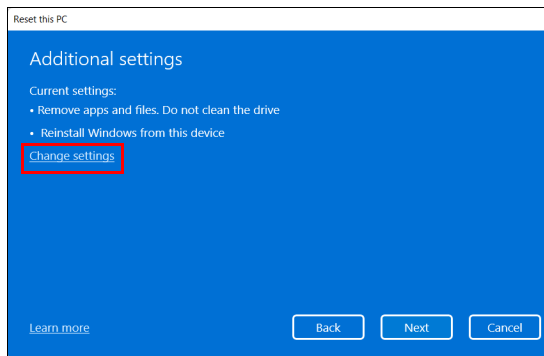 Reset this PC
Additional settings
Current settings:
• Remove apps and files. Do not clean the drive
• Reinstall Windows from this device
Change settings
Learn more
Back
Next
Cancel